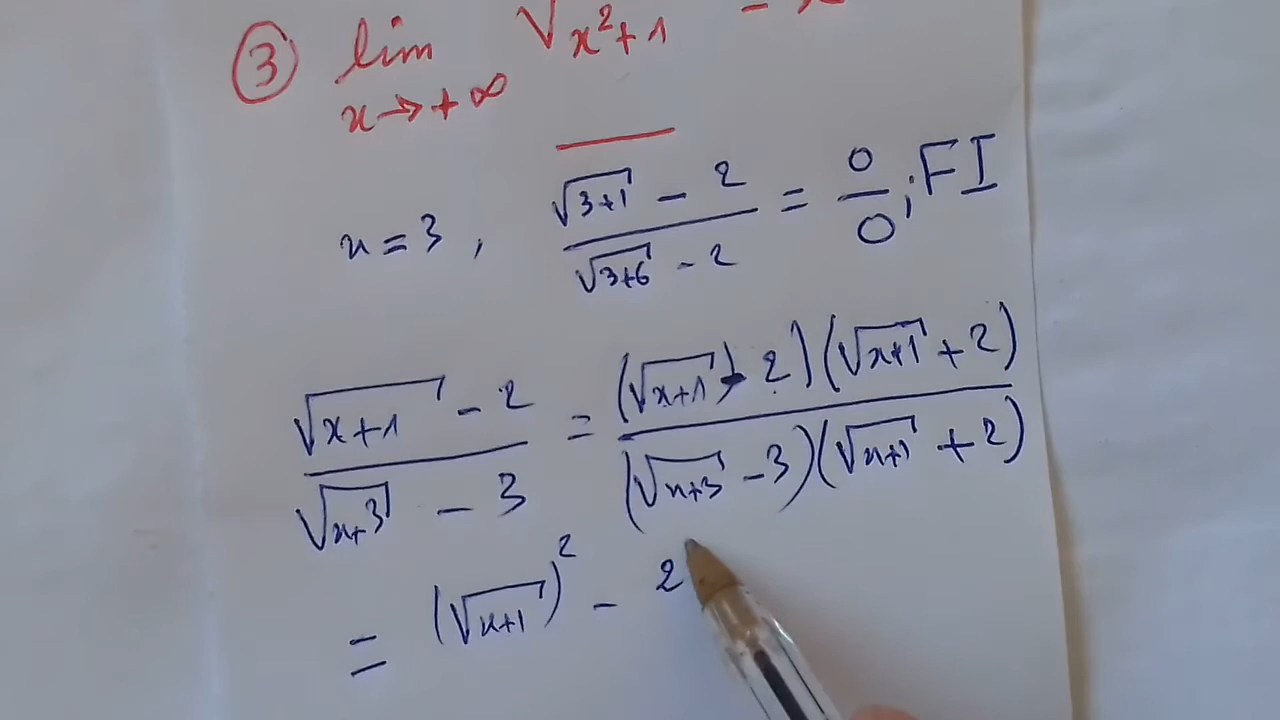 ③ lim √x²+1 - x
x→+∞
x=3, (√3+1 - 2)/(√3+6 - 2) = 0/0; FI
(√x+1 - 2)/(√x+3 - 3) = ((√x+1 - 2)(√x+1 + 2))/((√x+3 - 3)(√x+1 + 2))
= (√x+1)² - 2